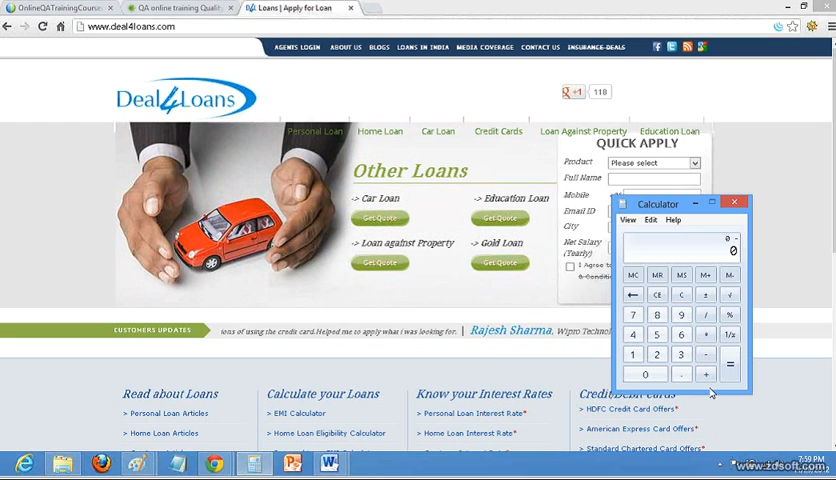 OnlineQATrainingCourse
QA online training Quality
Loans | Apply for Loan
www.deal4loans.com
AGENTS LOGIN
ABOUT US
BLOGS
LOANS IN INDIA
MEDIA COVERAGE
CONTACT US
INSURANCE DEALS
Deal4Loans
g +1
118
Personal Loan
Home Loan
Car Loan
Credit Cards
Loan Against Property
Education Loan
Other Loans
-> Car Loan
-> Education Loan
Get Quote
Get Quote
-> Loan against Property
-> Gold Loan
Get Quote
Get Quote
QUICK APPLY
Product
Please select
Full Name
Mobile
Email ID
City
Net Salary
(Yearly)
I Agree
Calculator
View
Edit
Help
0 -
0
MC
MR
MS
M+
M-
←
CE
C
±
√
7
8
9
/
%
4
5
6
*
1/x
1
2
3
-
=
0
.
+
CUSTOMERS UPDATES
ions of using the credit card.Helped me to apply what i was looking for. | Rajesh Sharma, Wipro Technol
Read about Loans
Calculate your Loans
Know your Interest Rates
> Personal Loan Articles
> EMI Calculator
> Personal Loan Interest Rate*
> HDFC Credit Card Offers*
> Home Loan Articles
> Home Loan Eligibility Calculator
> Home Loan Interest Rate*
> American Express Card Offers*
> Standard Chartered Card Offers*
7:59 PM
www.zdsoft.com